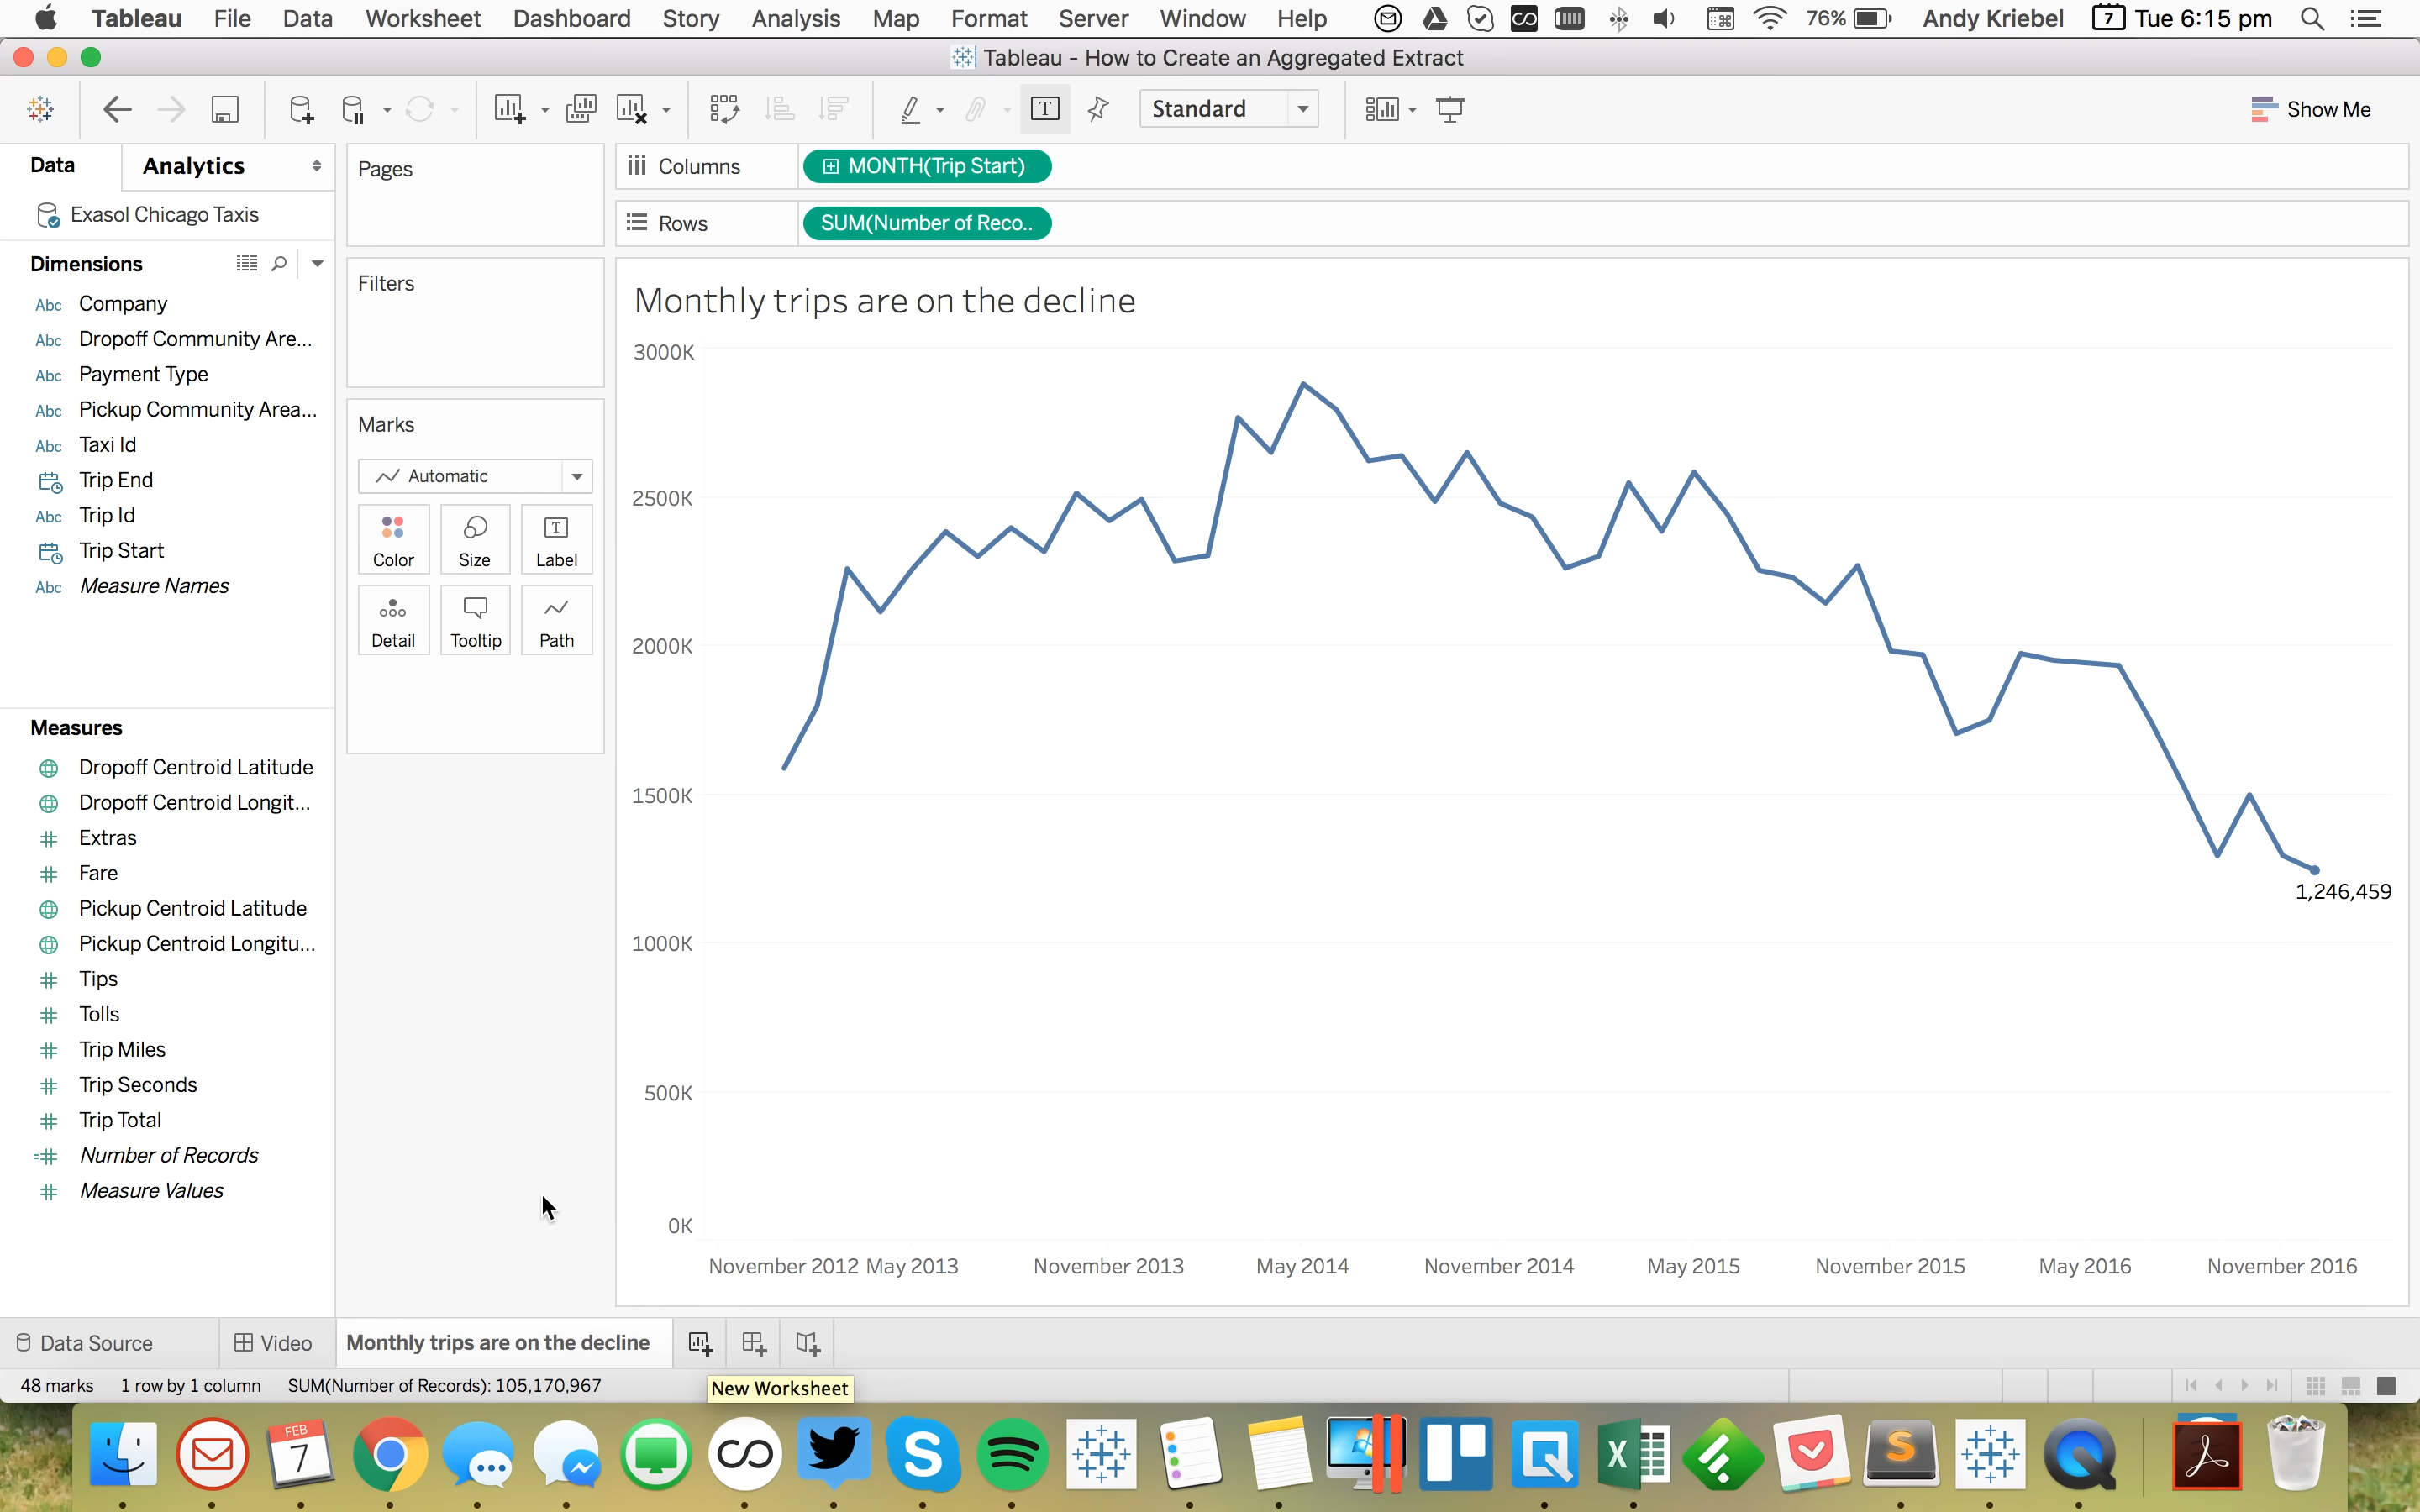 Tableau File Data Worksheet Dashboard Story Analysis Map Format Server Window Help 76% Andy Kriebel 7 Tue 6:15 pm
Tableau - How to Create an Aggregated Extract
Standard Show Me
Data Analytics
Exasol Chicago Taxis
Dimensions
Abc Company
Abc Dropoff Community Are...
Abc Payment Type
Abc Pickup Community Area...
Abc Taxi Id
Trip End
Abc Trip Id
Trip Start
Abc Measure Names
Measures
Dropoff Centroid Latitude
Dropoff Centroid Longit...
# Extras
# Fare
Pickup Centroid Latitude
Pickup Centroid Longitu...
# Tips
# Tolls
# Trip Miles
# Trip Seconds
# Trip Total
=# Number of Records
# Measure Values
Pages
Filters
Marks
Automatic
Color Size Label
Detail Tooltip Path
Columns MONTH(Trip Start)
Rows SUM(Number of Reco..
Monthly trips are on the decline
3000K
2500K
2000K
1500K
1,246,459
1000K
500K
0K
November 2012 May 2013 November 2013 May 2014 November 2014 May 2015 November 2015 May 2016 November 2016
Data Source Video Monthly trips are on the decline
48 marks 1 row by 1 column SUM(Number of Records): 105,170,967
New Worksheet
FEB
7